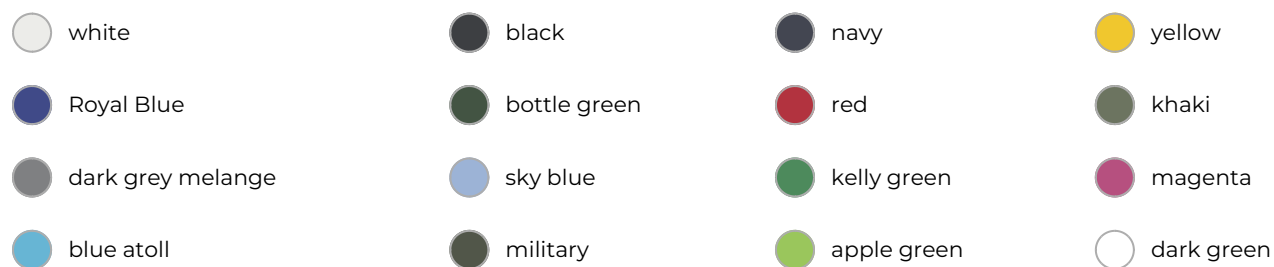 white
black
navy
yellow
Royal Blue
bottle green
red
khaki
dark grey melange
sky blue
kelly green
magenta
blue atoll
military
apple green
dark green